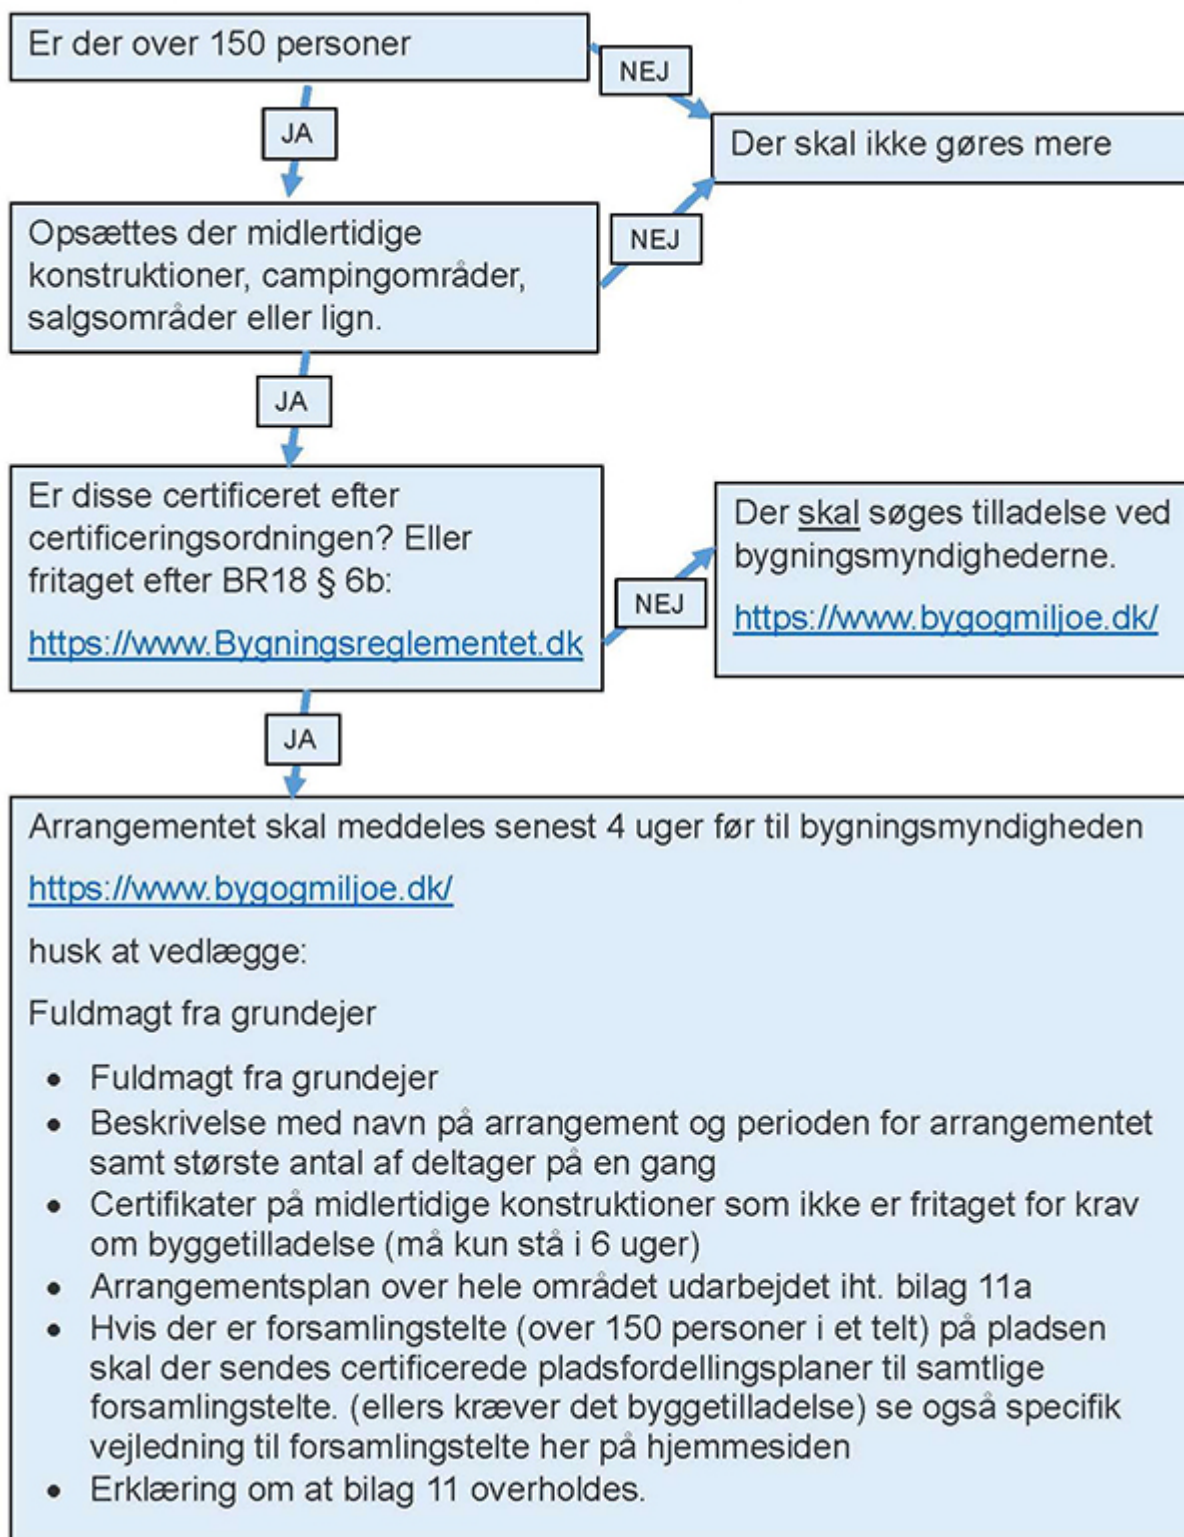 Er der over 150 personer
NEJ
JA
Der skal ikke gøres mere
Opsættes der midlertidige
konstruktioner, campingområder,
salgsområder eller lign.
NEJ
JA
Er disse certificeret efter
certificeringsordningen? Eller
fritaget efter BR18 § 6b:
https://www.Bygningsreglementet.dk
NEJ
Der skal søges tilladelse ved
bygningsmyndighederne.
https://www.bygogmiljoe.dk/
JA
Arrangementet skal meddeles senest 4 uger før til bygningsmyndigheden
https://www.bygogmiljoe.dk/
husk at vedlægge:
Fuldmagt fra grundejer
• Fuldmagt fra grundejer
• Beskrivelse med navn på arrangement og perioden for arrangementet
samt største antal af deltager på en gang
• Certifikater på midlertidige konstruktioner som ikke er fritaget for krav
om byggetilladelse (må kun stå i 6 uger)
• Arrangementsplan over hele området udarbejdet iht. bilag 11a
• Hvis der er forsamlingstelte (over 150 personer i et telt) på pladsen
skal der sendes certificerede pladsfordellingsplaner til samtlige
forsamlingstelte. (ellers kræver det byggetilladelse) se også specifik
vejledning til forsamlingstelte her på hjemmesiden
• Erklæring om at bilag 11 overholdes.